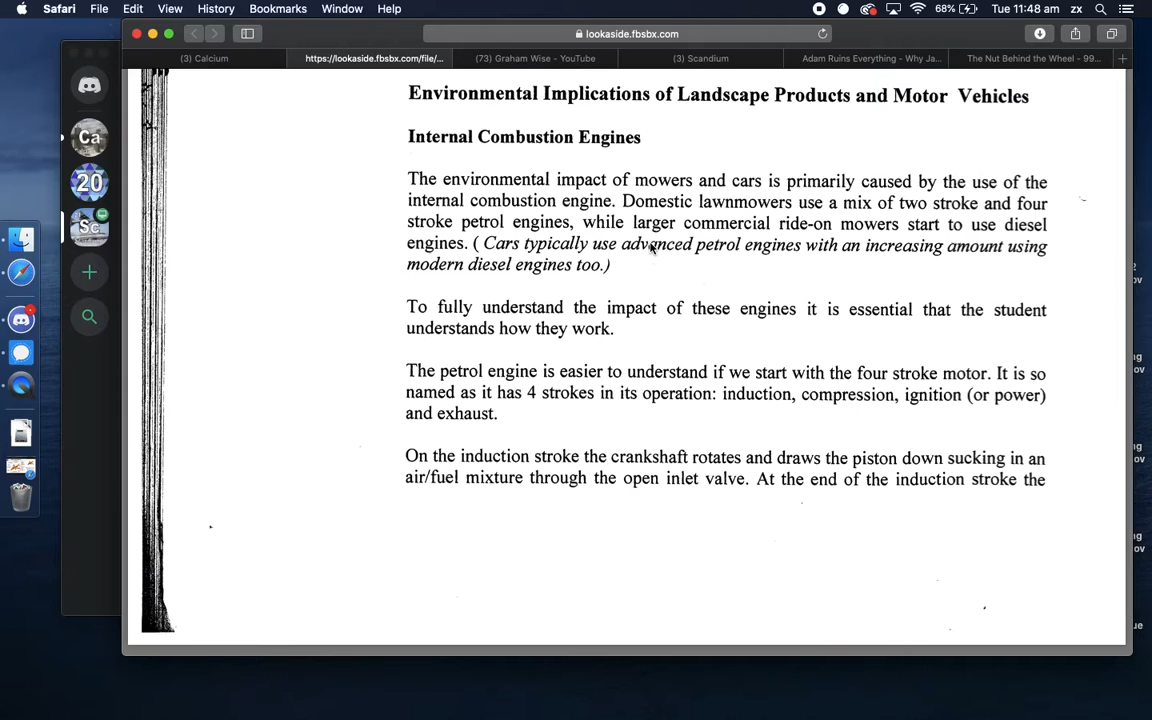 Safari File Edit View History Bookmarks Window Help 68% Tue 11:48 am zx
lookaside.fbsbx.com
(3) Calcium https://lookaside.fbsbx.com/file/... (73) Graham Wise - YouTube (3) Scandium Adam Ruins Everything - Why Ja... The Nut Behind the Wheel - 99...
Ca
20
Sc
Environmental Implications of Landscape Products and Motor Vehicles
Internal Combustion Engines
The environmental impact of mowers and cars is primarily caused by the use of the
internal combustion engine. Domestic lawnmowers use a mix of two stroke and four
stroke petrol engines, while larger commercial ride-on mowers start to use diesel
engines. ( Cars typically use advanced petrol engines with an increasing amount using
modern diesel engines too.)
To fully understand the impact of these engines it is essential that the student
understands how they work.
The petrol engine is easier to understand if we start with the four stroke motor. It is so
named as it has 4 strokes in its operation: induction, compression, ignition (or power)
and exhaust.
On the induction stroke the crankshaft rotates and draws the piston down sucking in an
air/fuel mixture through the open inlet valve. At the end of the induction stroke the